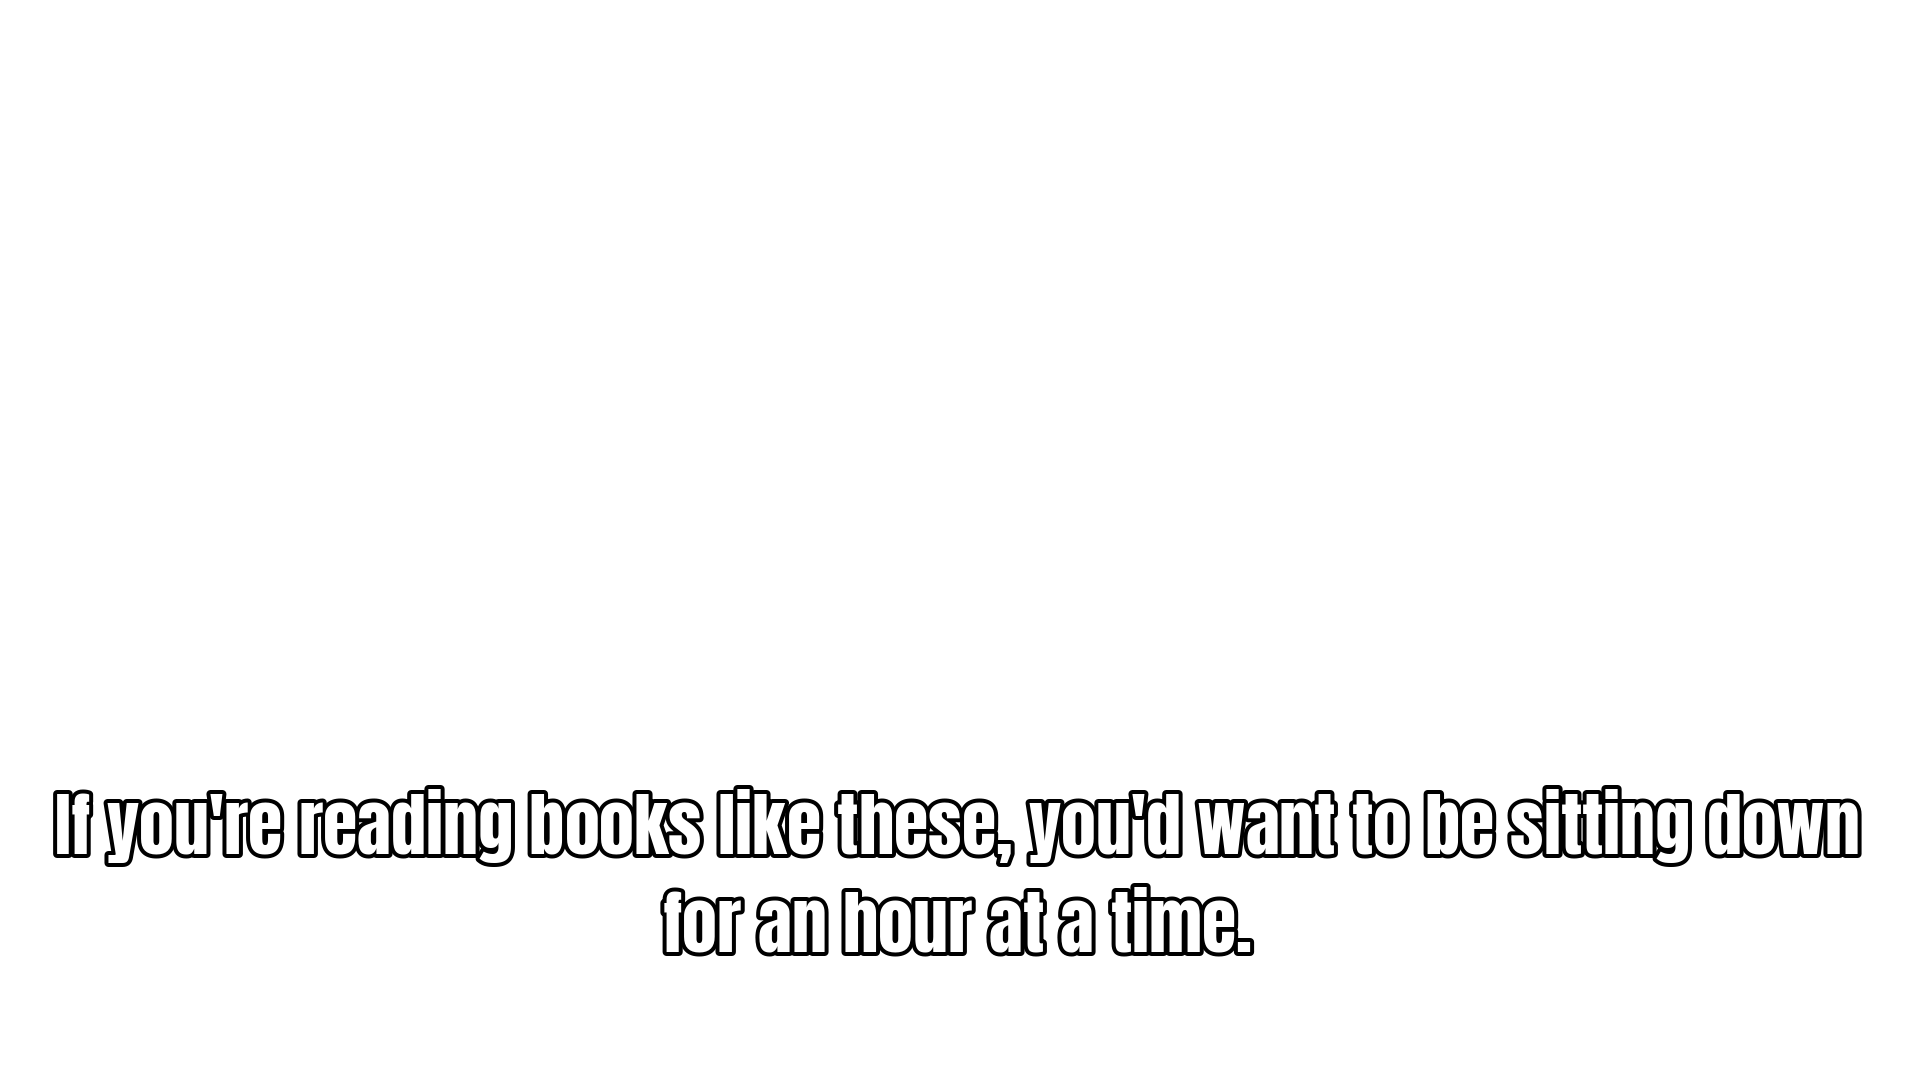 If you're reading books like these, you'd want to be sitting down
for an hour at a time.